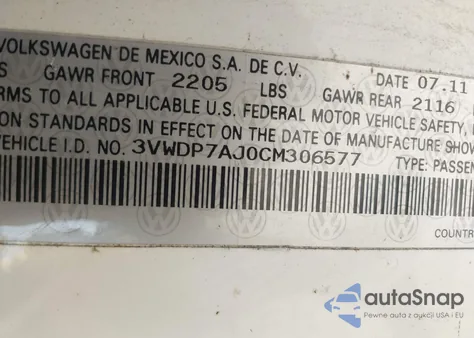 VOLKSWAGEN DE MEXICO S.A. DE C.V.
DATE 07.11
S GAWR FRONT 2205 LBS GAWR REAR 2116
RMS TO ALL APPLICABLE U.S. FEDERAL MOTOR VEHICLE SAFETY
ON STANDARDS IN EFFECT ON THE DATE OF MANUFACTURE SHOW
VEHICLE I.D. NO. 3VWDP7AJ0CM306577 TYPE: PASSEN
COUNTR
autoSnap
Pewne auta z aukcji USA i EU